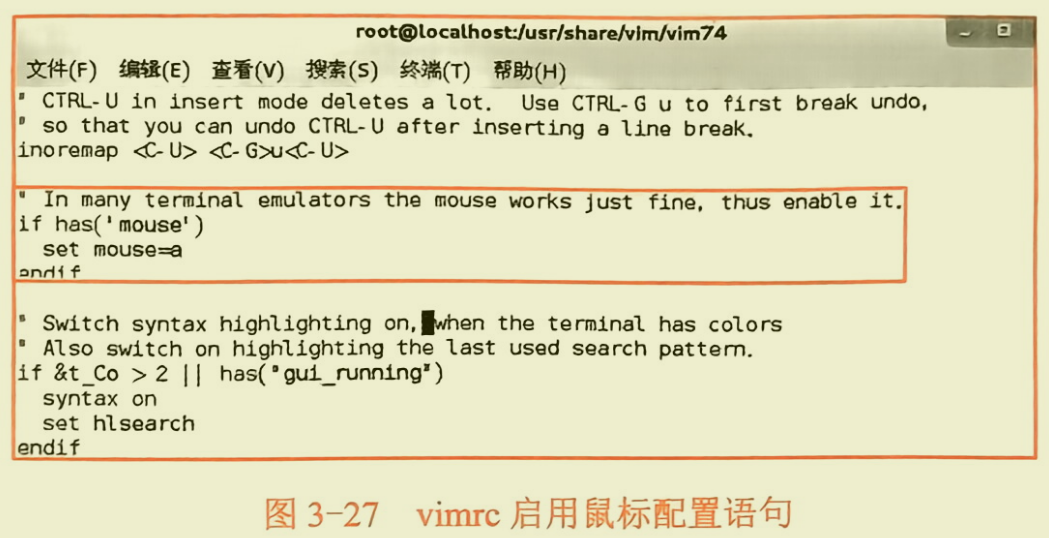 root@localhost:/usr/share/vim/vim74
文件(F) 编辑(E) 查看(V) 搜索(S) 终端(T) 帮助(H)
" CTRL-U in insert mode deletes a lot.  Use CTRL-G u to first break undo,
" so that you can undo CTRL-U after inserting a line break.
inoremap <C-U> <C-G>u<C-U>
" In many terminal emulators the mouse works just fine, thus enable it.
if has('mouse')
  set mouse=a
endif
" Switch syntax highlighting on, when the terminal has colors
" Also switch on highlighting the last used search pattern.
if &t_Co > 2 || has("gui_running")
  syntax on
  set hlsearch
endif
图 3-27 vimrc 启用鼠标配置语句